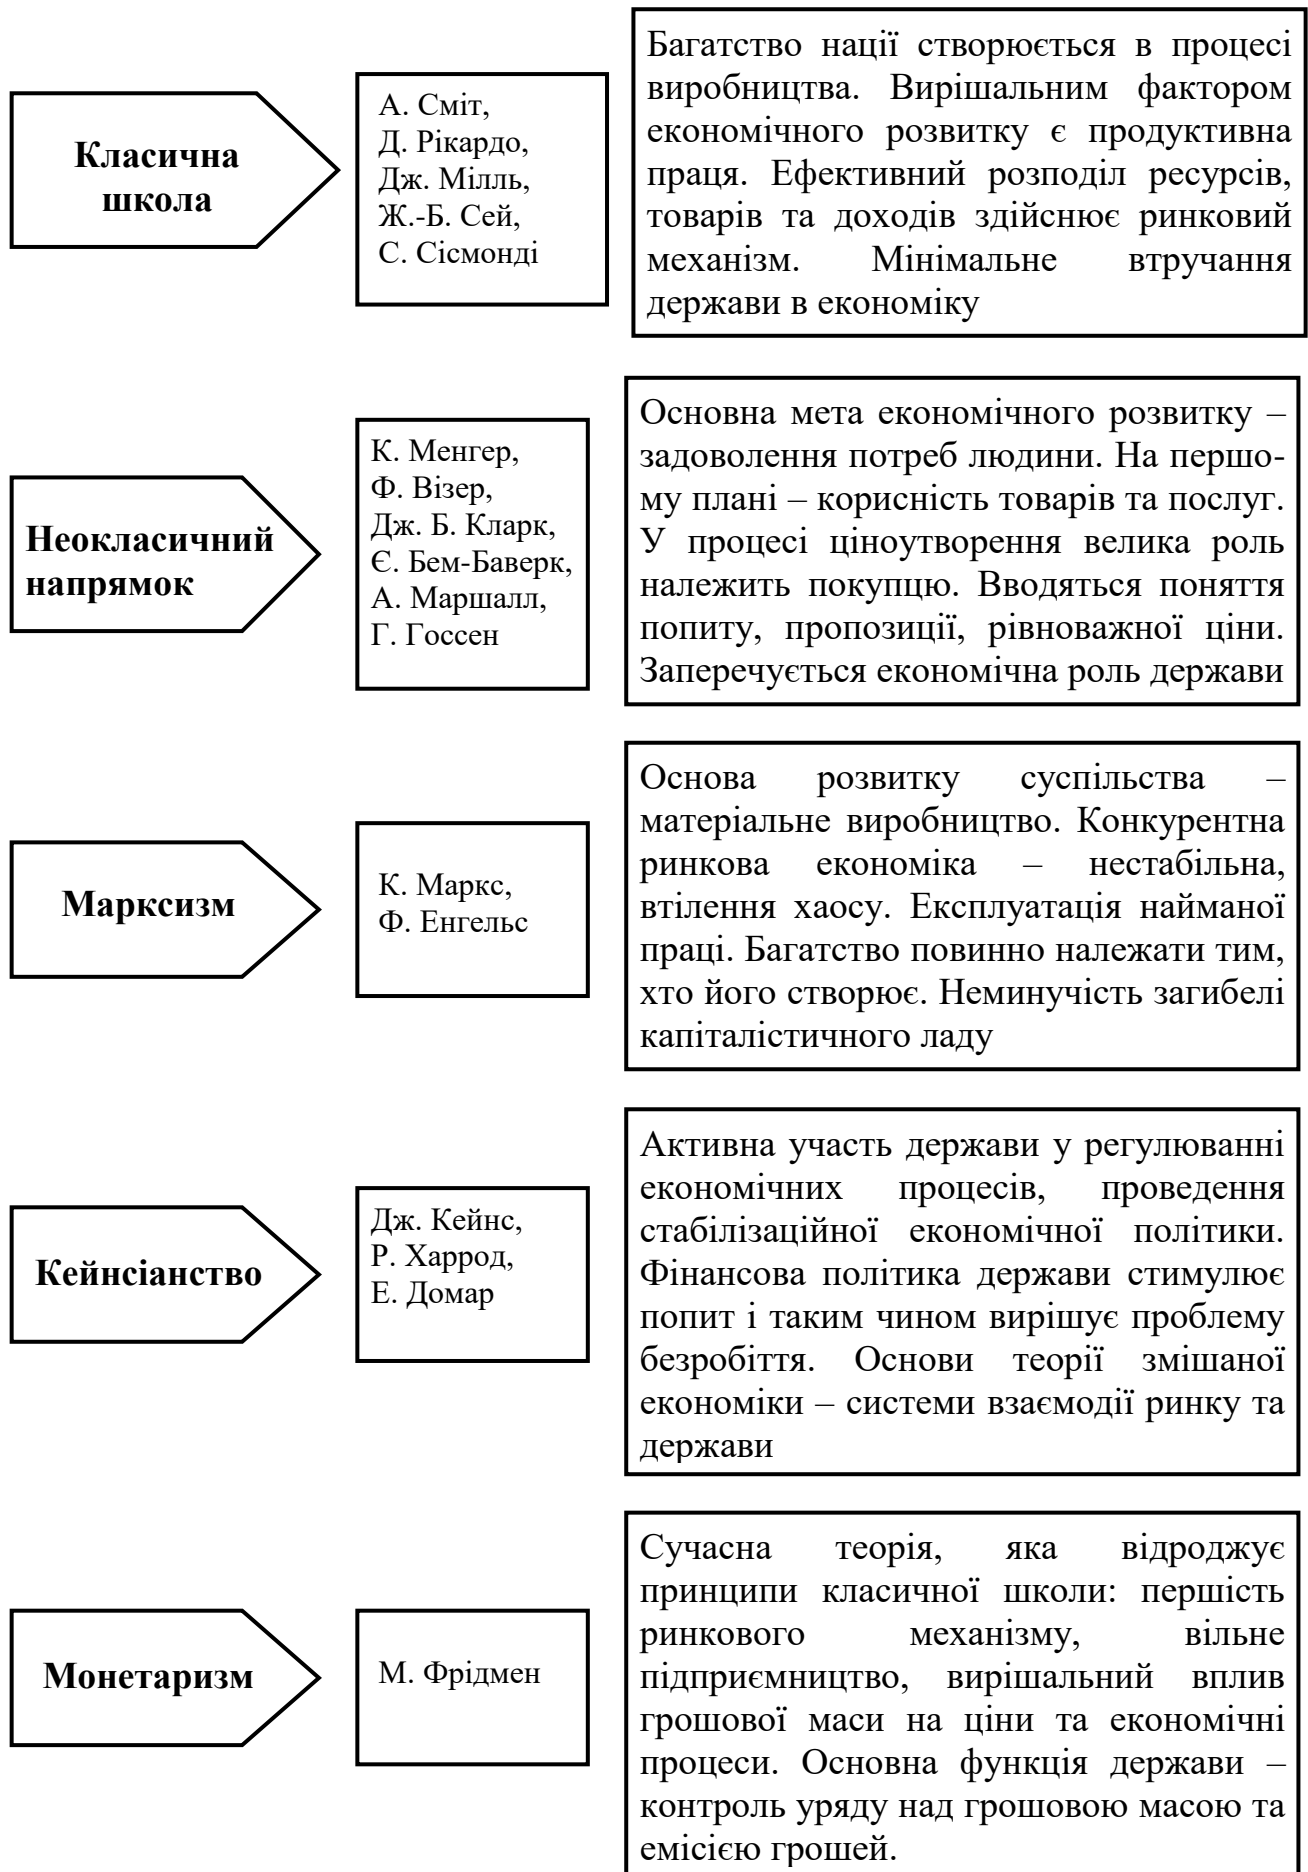 Класична
школа
А. Сміт,
Д. Рікардо,
Дж. Мілль,
Ж.-Б. Сей,
С. Сісмонді
Багатство нації створюється в процесі
виробництва. Вирішальним фактором
економічного розвитку є продуктивна
праця. Ефективний розподіл ресурсів,
товарів та доходів здійснює ринковий
механізм. Мінімальне втручання
держави в економіку
Неокласичний
напрямок
К. Менгер,
Ф. Візер,
Дж. Б. Кларк,
Є. Бем-Баверк,
А. Маршалл,
Г. Госсен
Основна мета економічного розвитку –
задоволення потреб людини. На першо-
му плані – корисність товарів та послуг.
У процесі ціноутворення велика роль
належить покупцю. Вводяться поняття
попиту, пропозиції, рівноважної ціни.
Заперечується економічна роль держави
Марксизм
К. Маркс,
Ф. Енгельс
Основа розвитку суспільства –
матеріальне виробництво. Конкурентна
ринкова економіка – нестабільна,
втілення хаосу. Експлуатація найманої
праці. Багатство повинно належати тим,
хто його створює. Неминучість загибелі
капіталістичного ладу
Кейнсіанство
Дж. Кейнс,
Р. Харрод,
Е. Домар
Активна участь держави у регулюванні
економічних процесів, проведення
стабілізаційної економічної політики.
Фінансова політика держави стимулює
попит і таким чином вирішує проблему
безробіття. Основи теорії змішаної
економіки – системи взаємодії ринку та
держави
Монетаризм
М. Фрідмен
Сучасна теорія, яка відроджує
принципи класичної школи: першість
ринкового механізму, вільне
підприємництво, вирішальний вплив
грошової маси на ціни та економічні
процеси. Основна функція держави –
контроль уряду над грошовою масою та
емісією грошей.